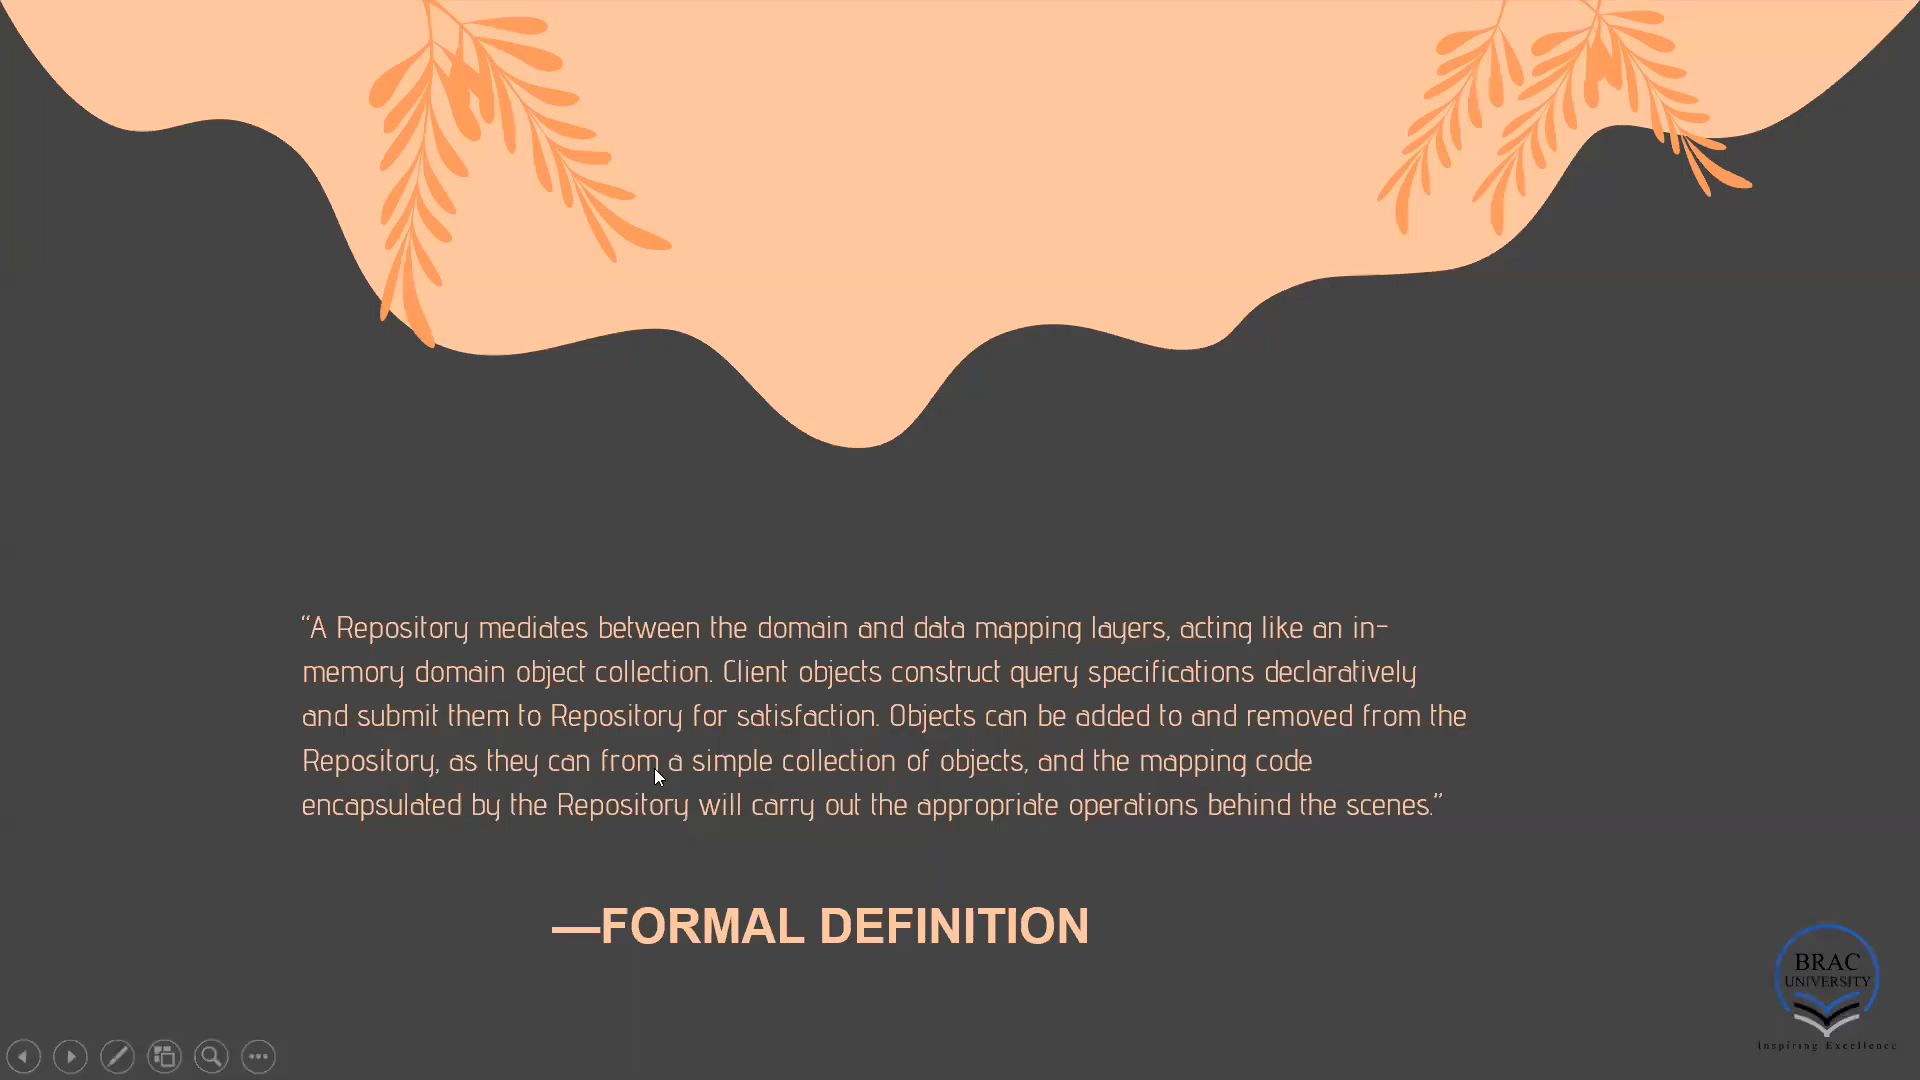 “A Repository mediates between the domain and data mapping layers, acting like an in-
memory domain object collection. Client objects construct query specifications declaratively
and submit them to Repository for satisfaction. Objects can be added to and removed from the
Repository, as they can from a simple collection of objects, and the mapping code
encapsulated by the Repository will carry out the appropriate operations behind the scenes.”
—FORMAL DEFINITION
BRAC
UNIVERSITY
Inspiring Excellence